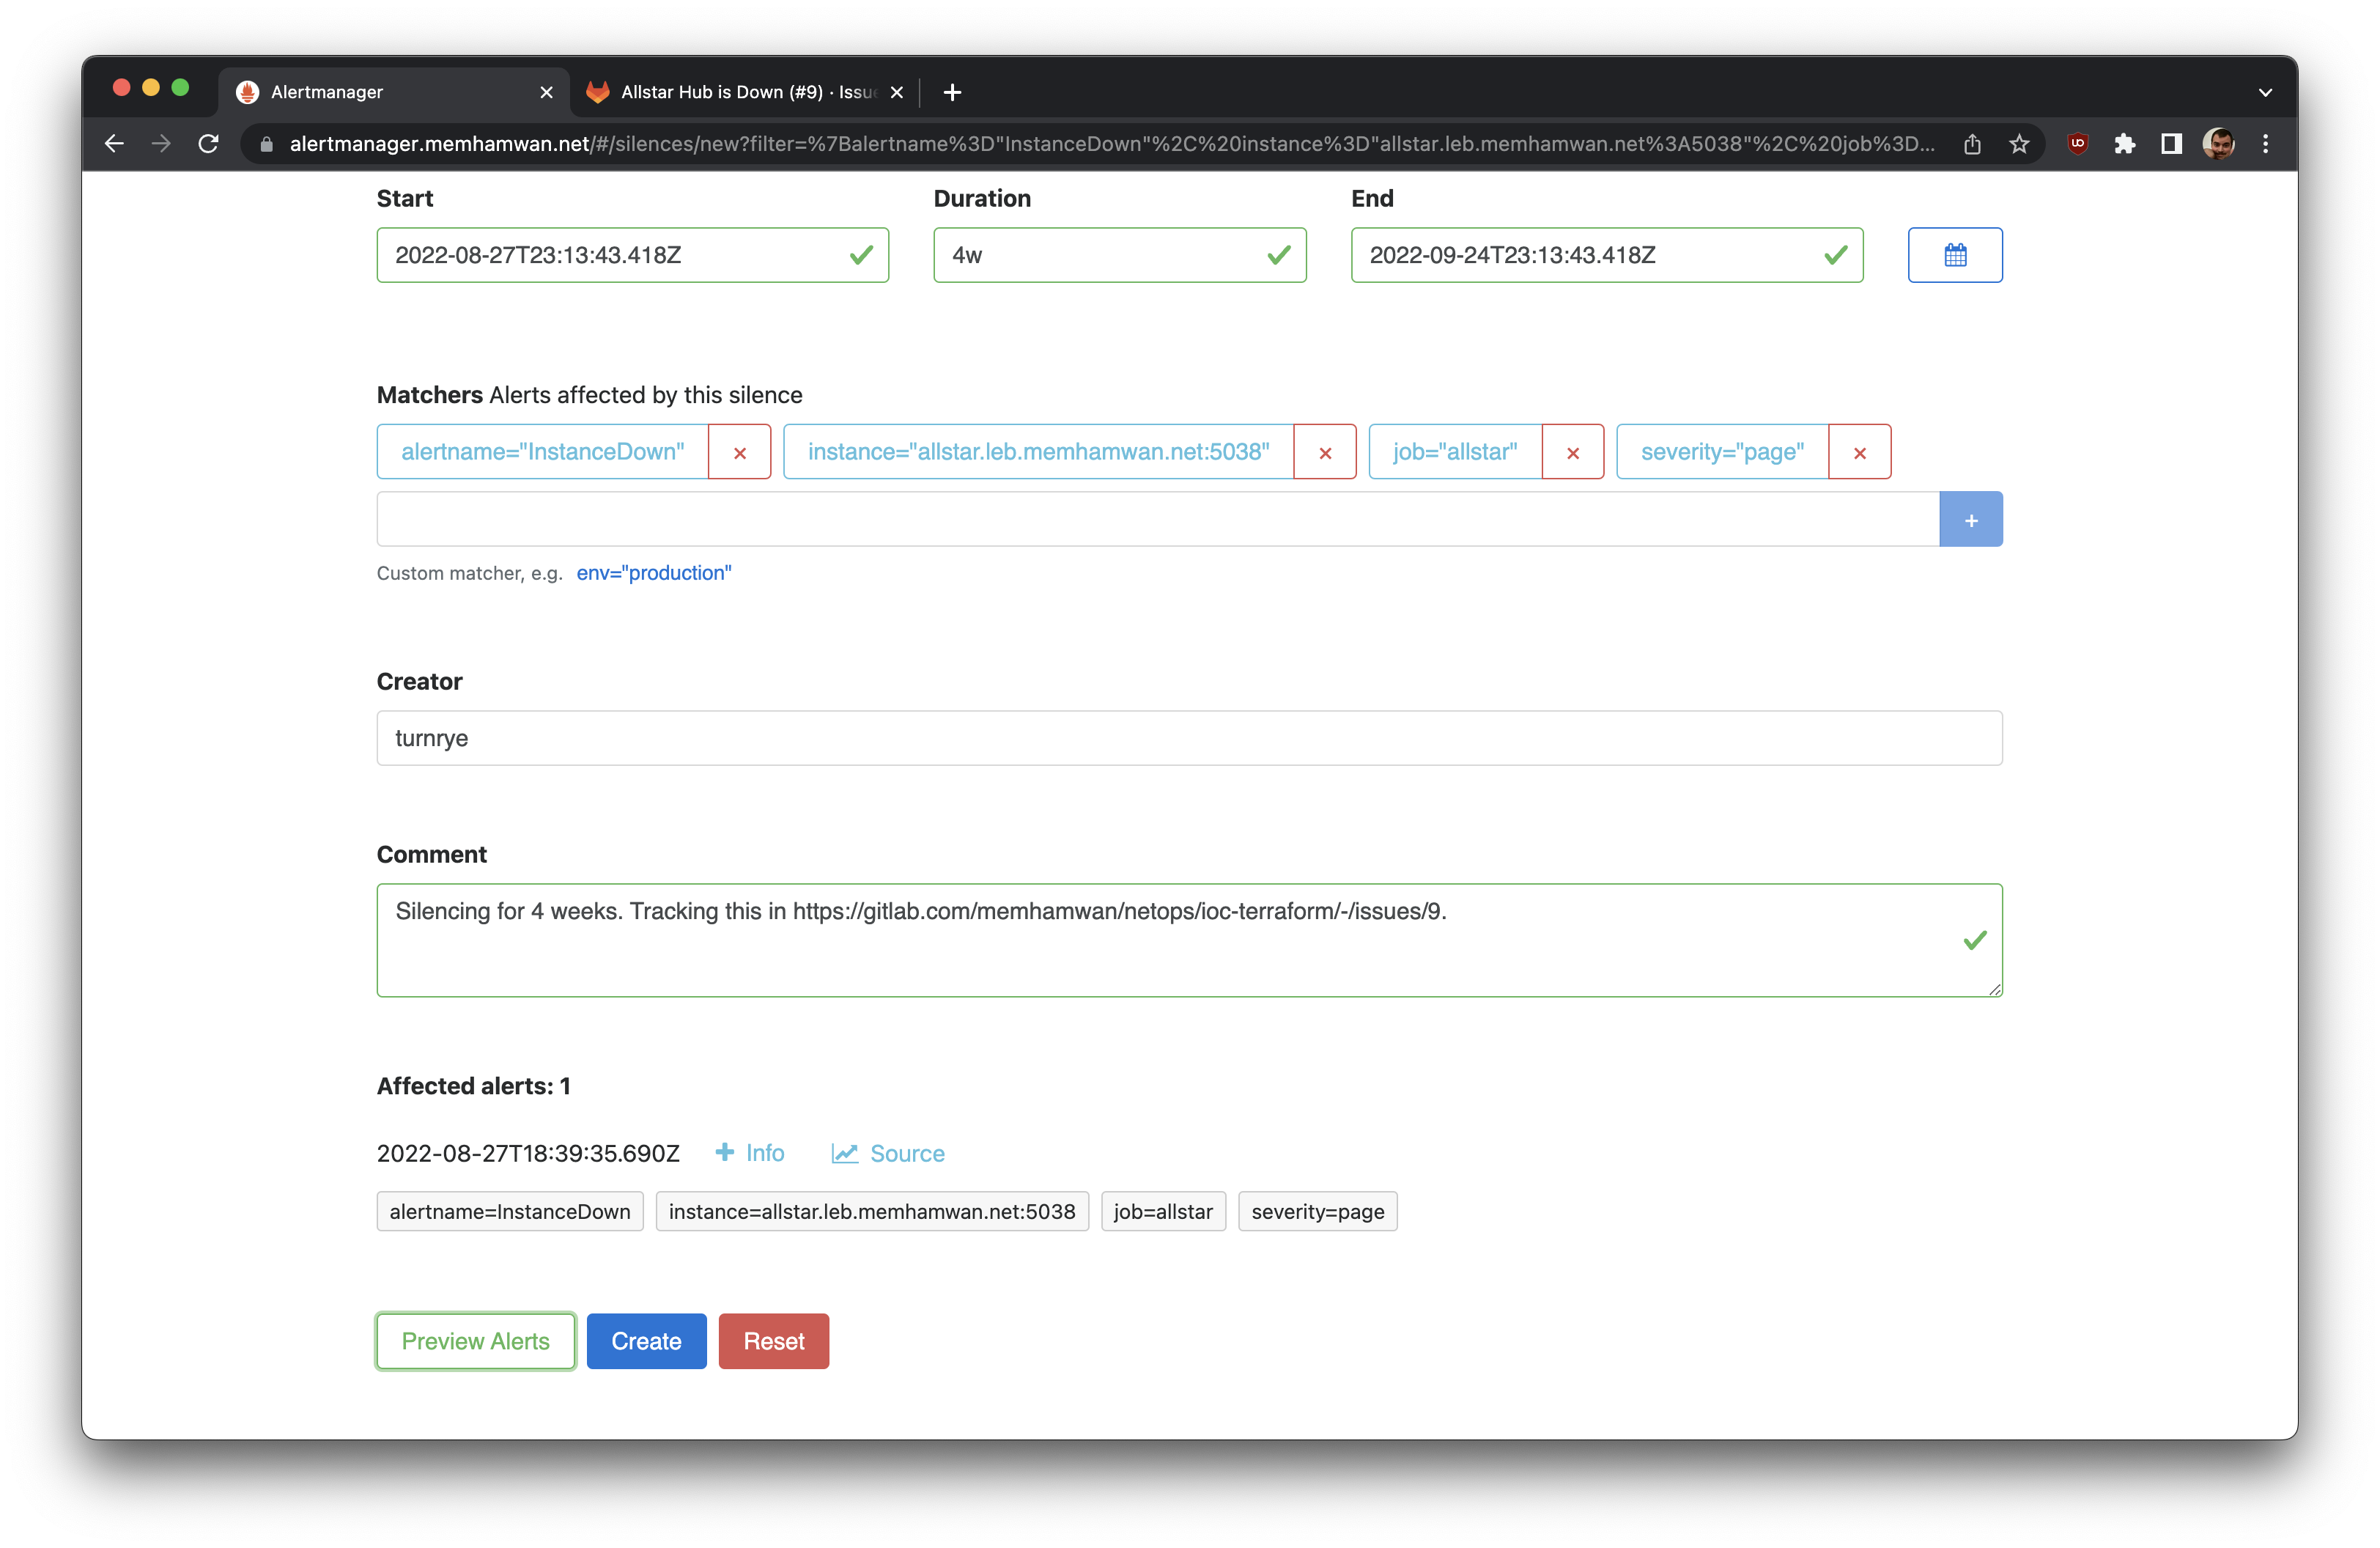 Alertmanager
Allstar Hub is Down (#9) · Issu
alertmanager.memhamwan.net/#/silences/new?filter=%7Balertname%3D"InstanceDown"%2C%20instance%3D"allstar.leb.memhamwan.net%3A5038"%2C%20job%3D...
Start Duration End
2022-08-27T23:13:43.418Z 4w 2022-09-24T23:13:43.418Z
Matchers Alerts affected by this silence
alertname="InstanceDown" instance="allstar.leb.memhamwan.net:5038" job="allstar" severity="page"
+
Custom matcher, e.g. env="production"
Creator
turnrye
Comment
Silencing for 4 weeks. Tracking this in https://gitlab.com/memhamwan/netops/ioc-terraform/-/issues/9.
Affected alerts: 1
2022-08-27T18:39:35.690Z + Info Source
alertname=InstanceDown instance=allstar.leb.memhamwan.net:5038 job=allstar severity=page
Preview Alerts Create Reset